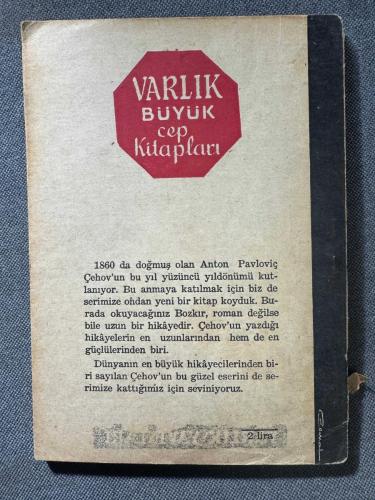 VARLIK
BÜYÜK
cep
Kitapları
1860 da doğmuş olan Anton Pavloviç
Çehov'un bu yıl yüzüncü yıldönümü kut-
lanıyor. Bu anmaya katılmak için biz de
serimize ondan yeni bir kitap koyduk. Bu-
rada okuyacağınız Bozkır, roman değilse
bile uzun bir hikâyedir. Çehov'un yazdığı
hikâyelerin en uzunlarından hem de en
güçlülerinden biri.
Dünyanın en büyük hikâyecilerinden bi-
ri sayılan Çehov'un bu güzel eserini de se-
rimize kattığımız için seviniyoruz.
2 lira